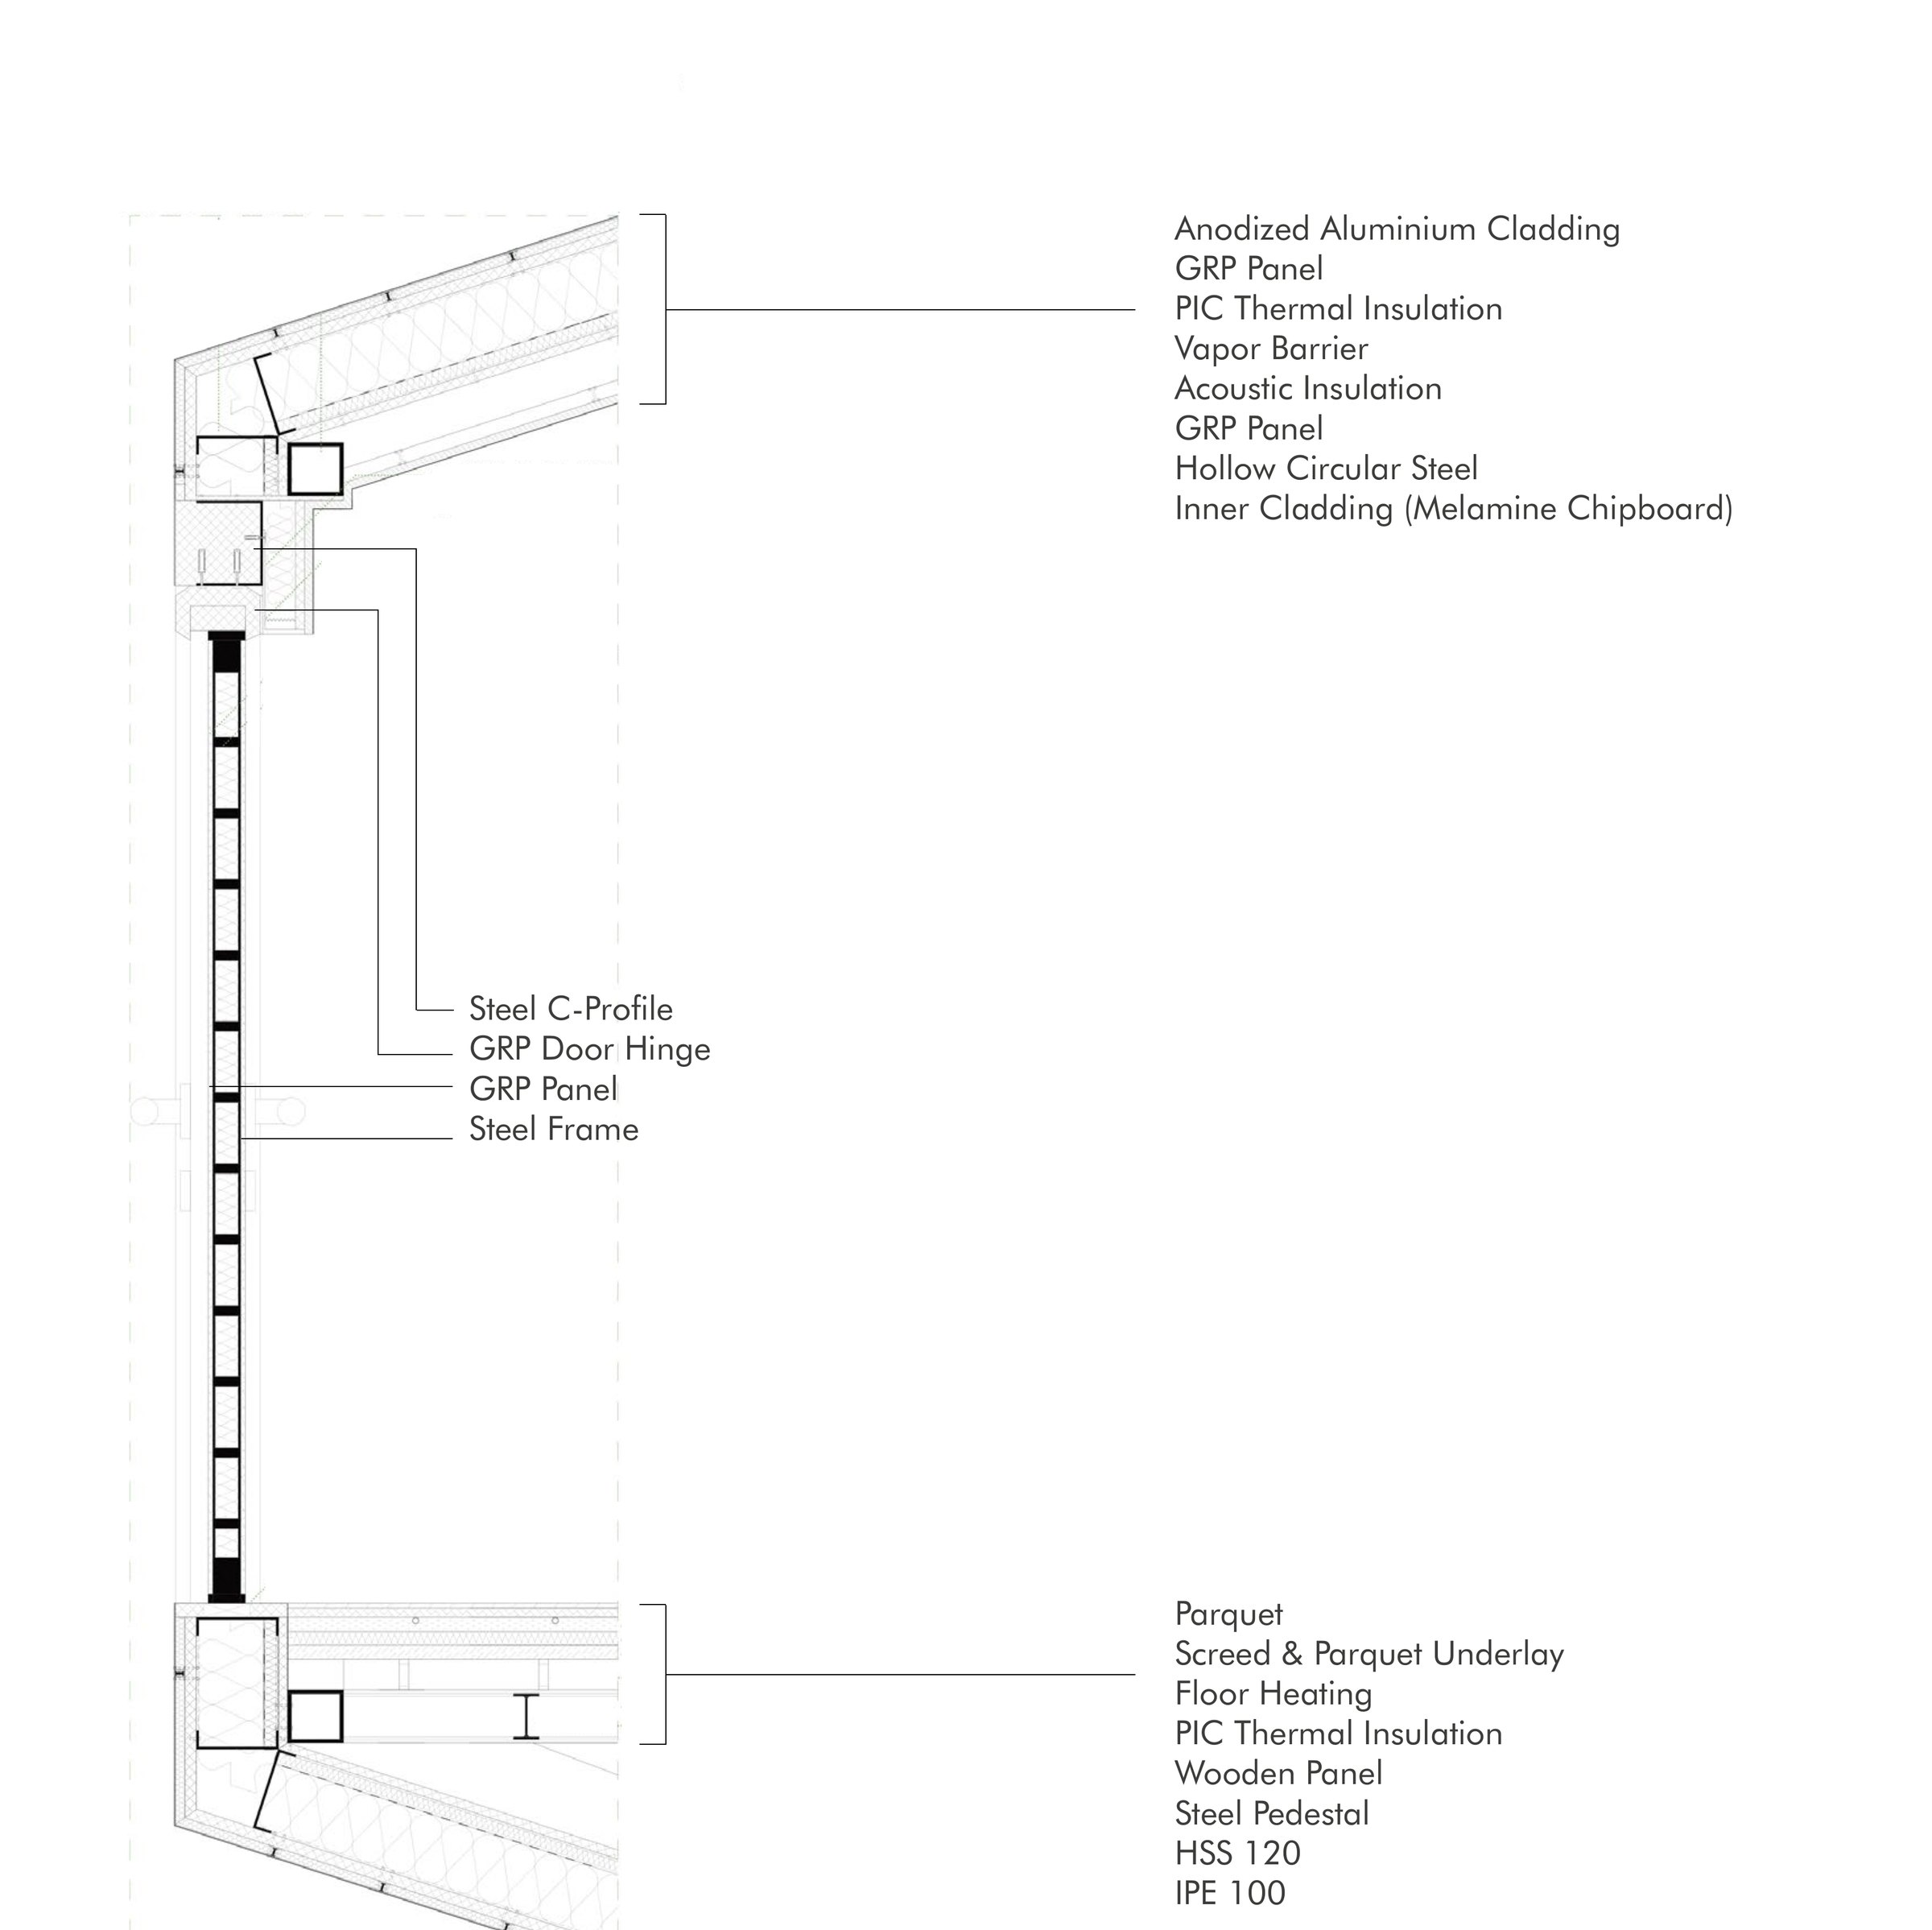 Anodized Aluminium Cladding
GRP Panel
PIC Thermal Insulation
Vapor Barrier
Acoustic Insulation
GRP Panel
Hollow Circular Steel
Inner Cladding (Melamine Chipboard)
Steel C-Profile
GRP Door Hinge
GRP Panel
Steel Frame
Parquet
Screed & Parquet Underlay
Floor Heating
PIC Thermal Insulation
Wooden Panel
Steel Pedestal
HSS 120
IPE 100